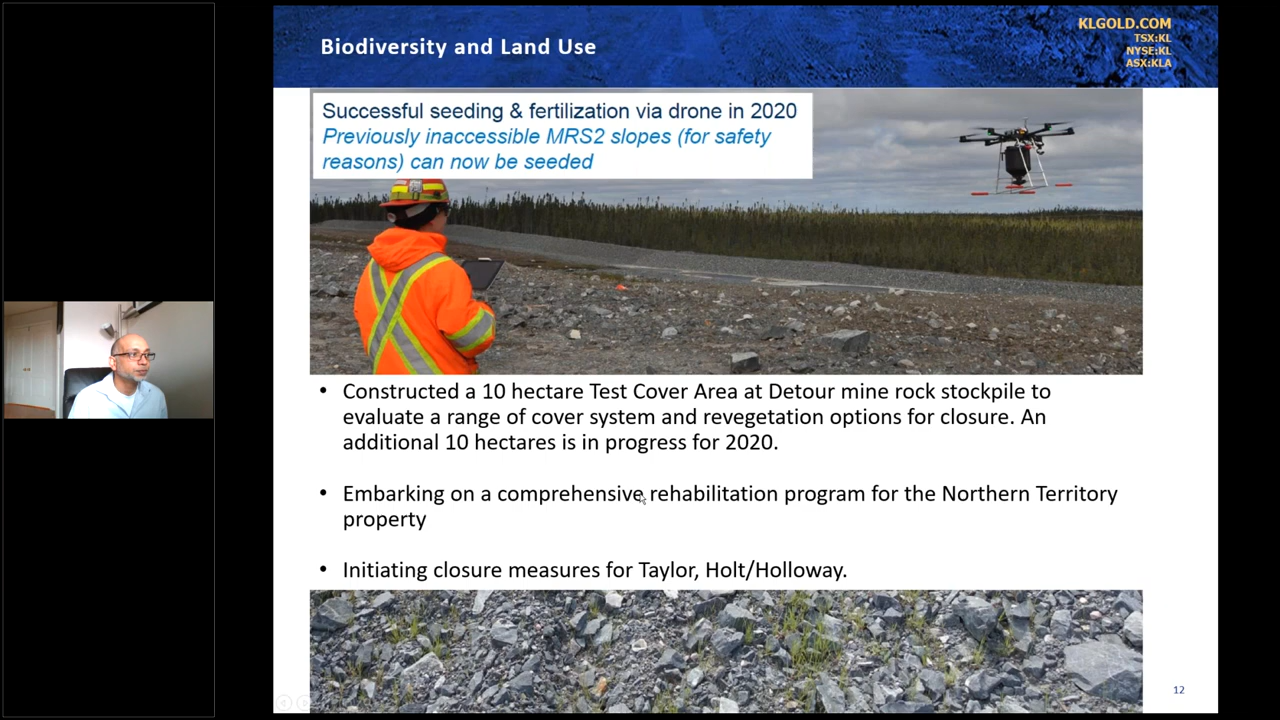 Biodiversity and Land Use
KLGOLD.COM
TSX:KL
NYSE:KL
ASX:KLA
Successful seeding & fertilization via drone in 2020
Previously inaccessible MRS2 slopes (for safety
reasons) can now be seeded
• Constructed a 10 hectare Test Cover Area at Detour mine rock stockpile to
evaluate a range of cover system and revegetation options for closure. An
additional 10 hectares is in progress for 2020.
• Embarking on a comprehensive rehabilitation program for the Northern Territory
property
• Initiating closure measures for Taylor, Holt/Holloway.
12